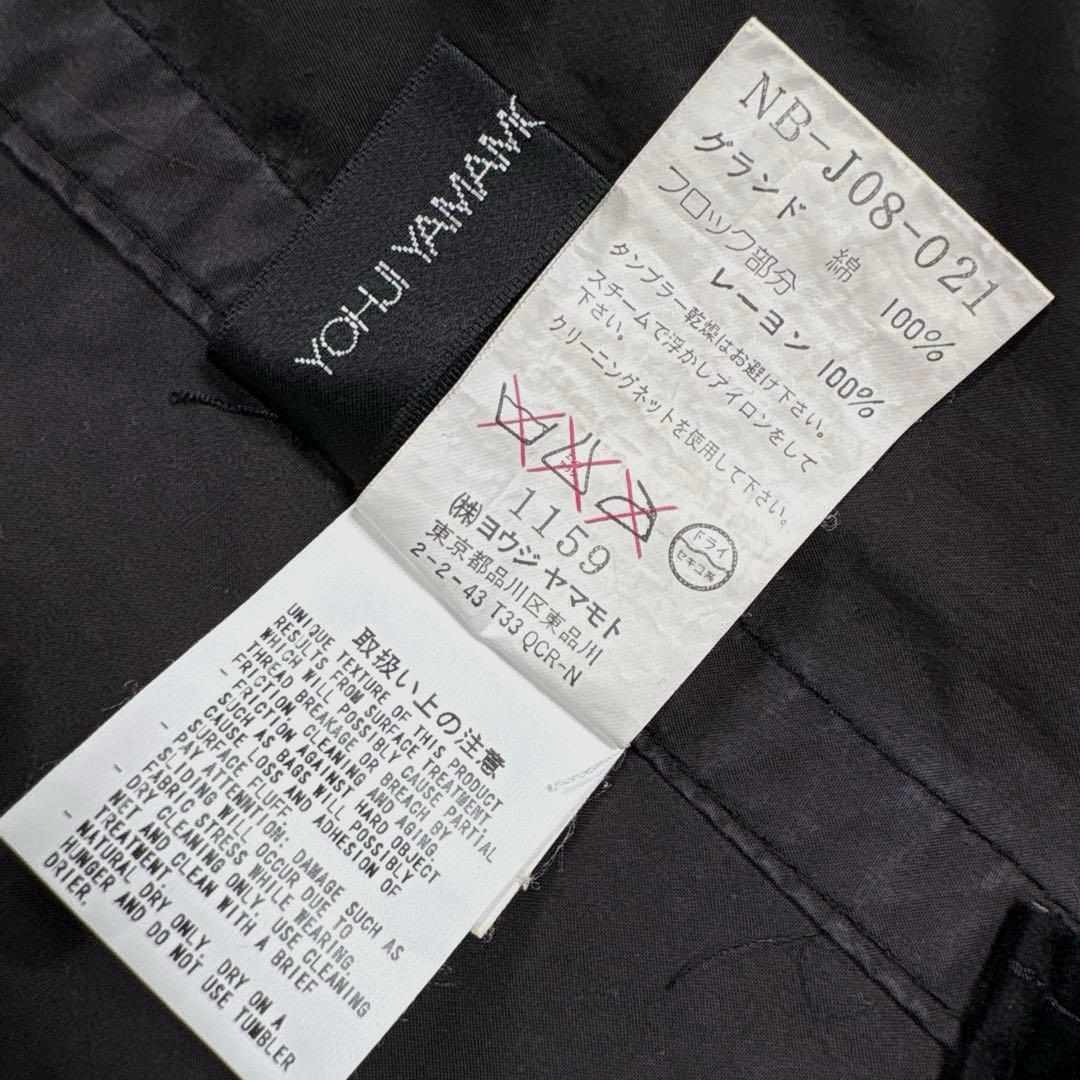 YOHJI YAMAMO
NB-J08-021
グランド 綿 100%
フロック部分
レーヨン 100%
タンブラー乾燥はお避け下さい。
スチームで浮かしアイロンをして
下さい。
クリーニングネットを使用して下さい。
ドライ
セキユ系
1159
(株)ヨウジ ヤマモト
東京都品川区東品川
2-2-43 T33 QCR-N
取扱い上の注意
UNIQUE TEXTURE OF THIS PRODUCT
RESULTS FROM SURFACE TREATMENT,
WHICH WILL POSSIBLY CAUSE PARTIAL
THREAD BREAKAGE OR BREACH BY
FRICTION, CLEANING AND AGING.
- FRICTION AGAINST HARD OBJECT
SUCH AS BAGS WILL POSSIBLY
CAUSE LOSS AND ADHESION OF
SURFACE FLUFF.
- PAY ATTENNTIOM: DAMAGE SUCH AS
SLIDING WILL OCCUR DUE TO
FABRIC STRESS WHILE WEARING.
- DRY CLEANING ONLY. USE CLEANING
NET AND CLEAN WITH A BRIEF
TREATMENT.
- NATURAL DRY ONLY. DRY ON A
HUNGER AND DO NOT USE TUMBLER
DRIER.